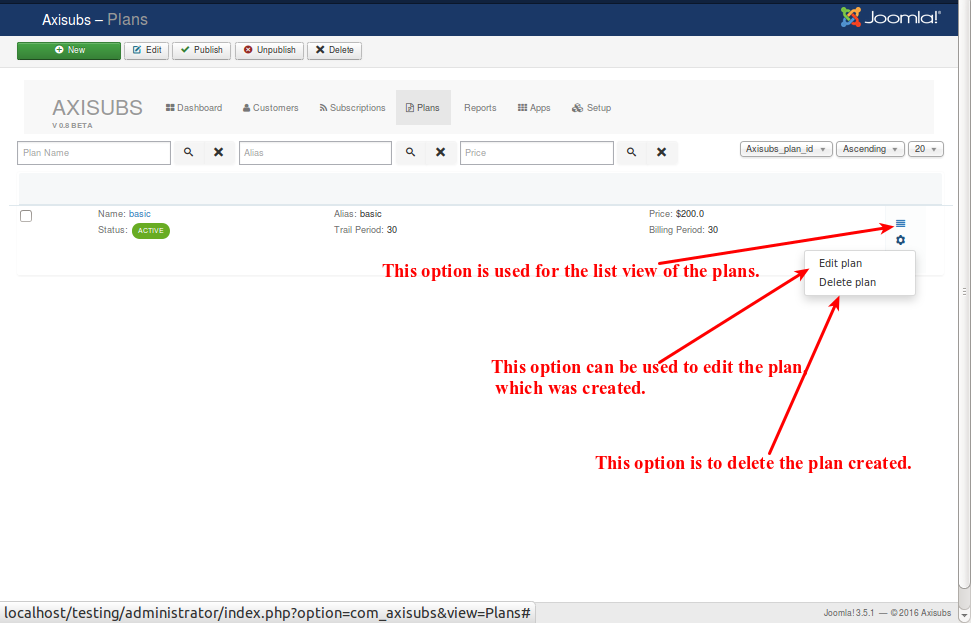 Axisubs – Plans
Joomla!®
New Edit Publish Unpublish Delete
AXISUBS
V 0.8 BETA
Dashboard Customers Subscriptions Plans Reports Apps Setup
Plan Name Alias Price Axisubs_plan_id Ascending 20
Name: basic Alias: basic Price: $200.0
Status: ACTIVE Trail Period: 30 Billing Period: 30
Edit plan
This option is used for the list view of the plans.
Delete plan
This option can be used to edit the plan,
which was created.
This option is to delete the plan created.
localhost/testing/administrator/index.php?option=com_axisubs&view=Plans#
Joomla! 3.5.1 — © 2016 Axisubs